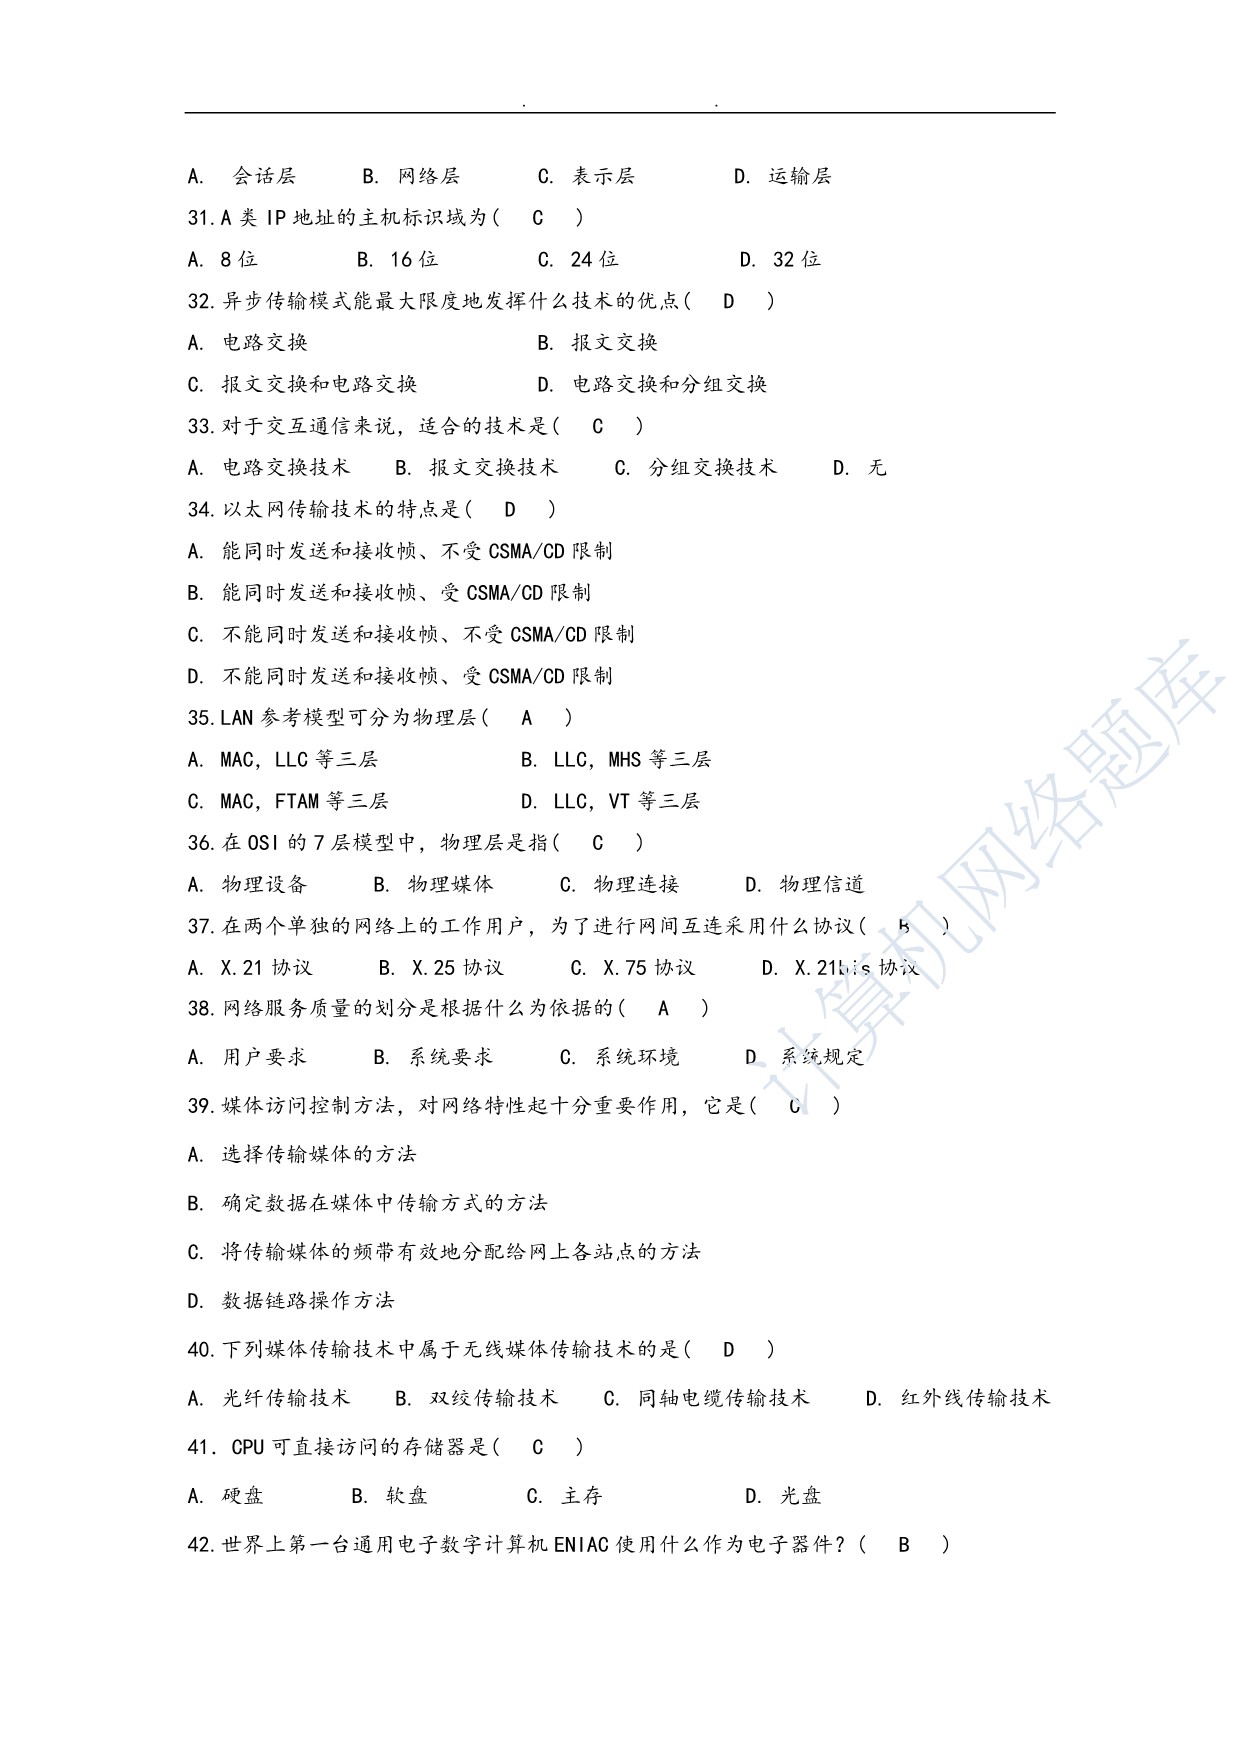 A. 会话层 B. 网络层 C. 表示层 D. 运输层
31.A 类 IP 地址的主机标识域为( C )
A. 8 位 B. 16 位 C. 24 位 D. 32 位
32.异步传输模式能最大限度地发挥什么技术的优点( D )
A. 电路交换 B. 报文交换
C. 报文交换和电路交换 D. 电路交换和分组交换
33.对于交互通信来说，适合的技术是( C )
A. 电路交换技术 B. 报文交换技术 C. 分组交换技术 D. 无
34.以太网传输技术的特点是( D )
A. 能同时发送和接收帧、不受 CSMA/CD 限制
B. 能同时发送和接收帧、受 CSMA/CD 限制
C. 不能同时发送和接收帧、不受 CSMA/CD 限制
D. 不能同时发送和接收帧、受 CSMA/CD 限制
35.LAN 参考模型可分为物理层( A )
A. MAC，LLC 等三层 B. LLC，MHS 等三层
C. MAC，FTAM 等三层 D. LLC，VT 等三层
36.在 OSI 的 7 层模型中，物理层是指( C )
A. 物理设备 B. 物理媒体 C. 物理连接 D. 物理信道
37.在两个单独的网络上的工作用户，为了进行网间互连采用什么协议( B )
A. X.21 协议 B. X.25 协议 C. X.75 协议 D. X.21bis 协议
38.网络服务质量的划分是根据什么为依据的( A )
A. 用户要求 B. 系统要求 C. 系统环境 D 系统规定
39.媒体访问控制方法，对网络特性起十分重要作用，它是( C )
A. 选择传输媒体的方法
B. 确定数据在媒体中传输方式的方法
C. 将传输媒体的频带有效地分配给网上各站点的方法
D. 数据链路操作方法
40.下列媒体传输技术中属于无线媒体传输技术的是( D )
A. 光纤传输技术 B. 双绞传输技术 C. 同轴电缆传输技术 D. 红外线传输技术
41．CPU 可直接访问的存储器是( C )
A. 硬盘 B. 软盘 C. 主存 D. 光盘
42.世界上第一台通用电子数字计算机 ENIAC 使用什么作为电子器件?( B )
计算机网络题库